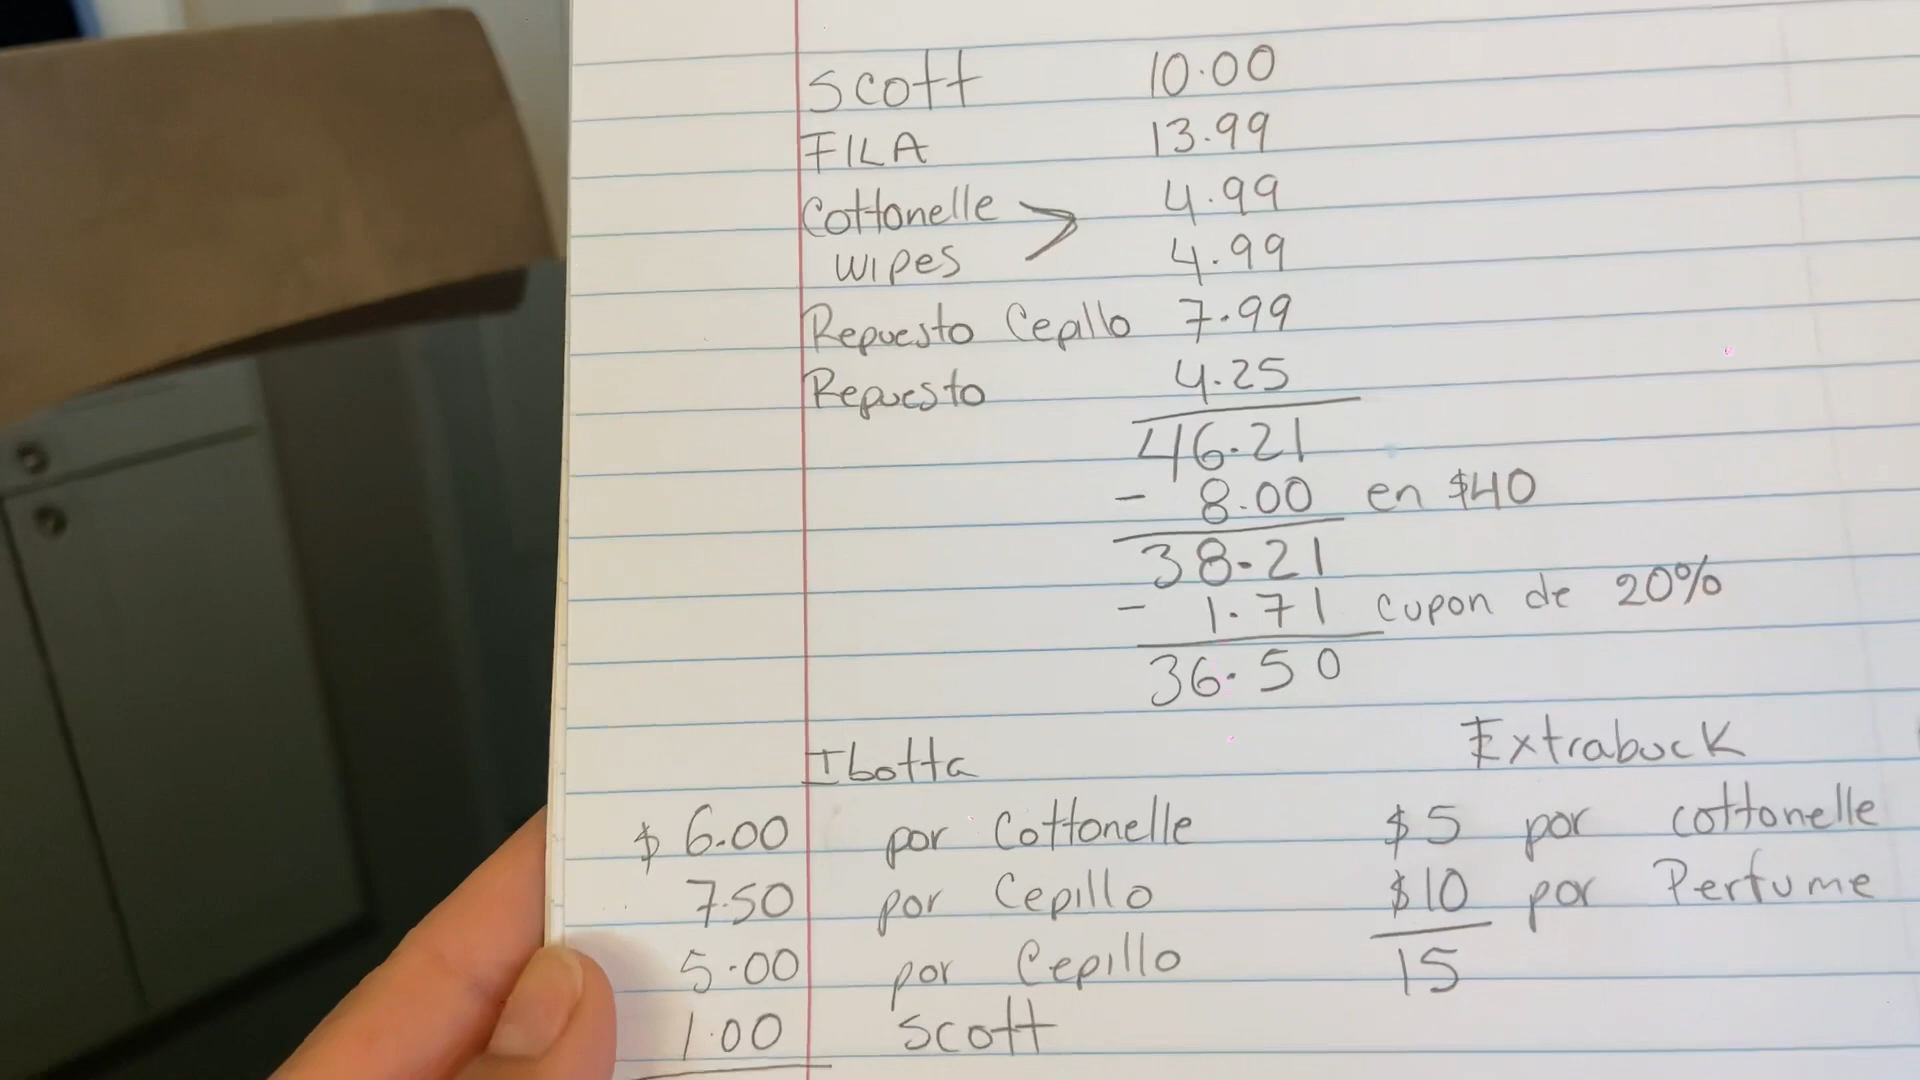 Scott 10.00
FILA 13.99
Cottonelle > 4.99
wipes 4.99
Repuesto Cepillo 7.99
Repuesto 4.25
46.21
- 8.00 en $40
38.21
- 1.71 cupon de 20%
36.50
Ibotta Extrabuck
$ 6.00 por Cottonelle $5 por cottonelle
7.50 por Cepillo $10 por Perfume
5.00 por Cepillo 15
1.00 Scott